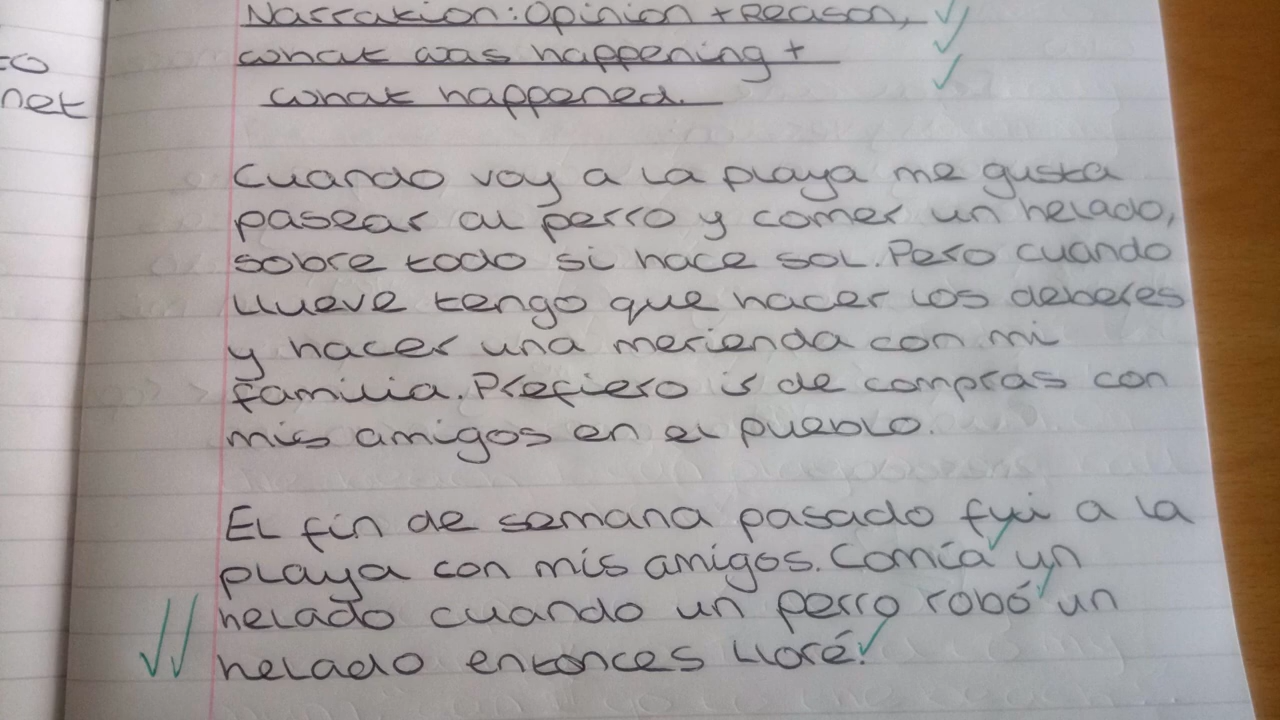 to
net
Narration: Opinion + Reason,
what was happening +
what happened.
Cuando voy a la playa me gusta
pasear al perro y comer un helado,
sobre todo si hace sol. Pero cuando
llueve tengo que hacer los deberes
y hacer una merienda con mi
familia. Prefiero ir de compras con
mis amigos en el pueblo.
El fin de semana pasado fui a la
playa con mis amigos. Comía un
helado cuando un perro robó un
helado entonces lloré.